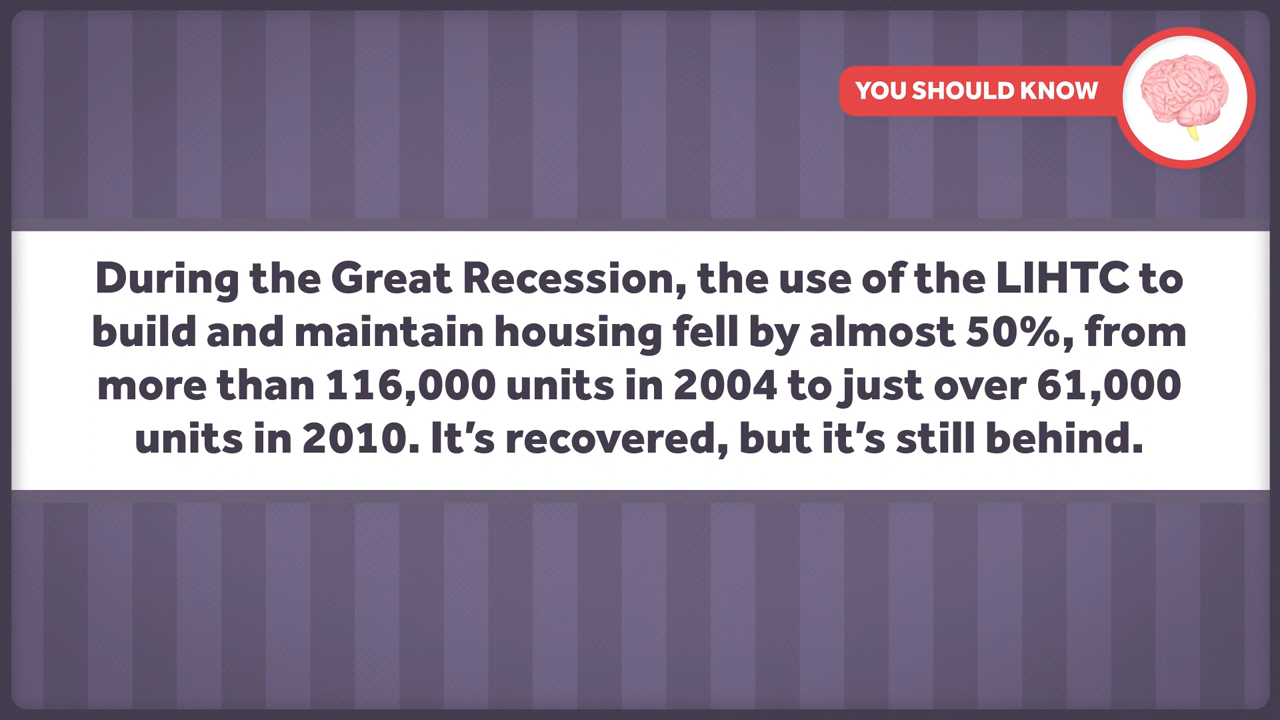 YOU SHOULD KNOW
During the Great Recession, the use of the LIHTC to
build and maintain housing fell by almost 50%, from
more than 116,000 units in 2004 to just over 61,000
units in 2010. It’s recovered, but it’s still behind.